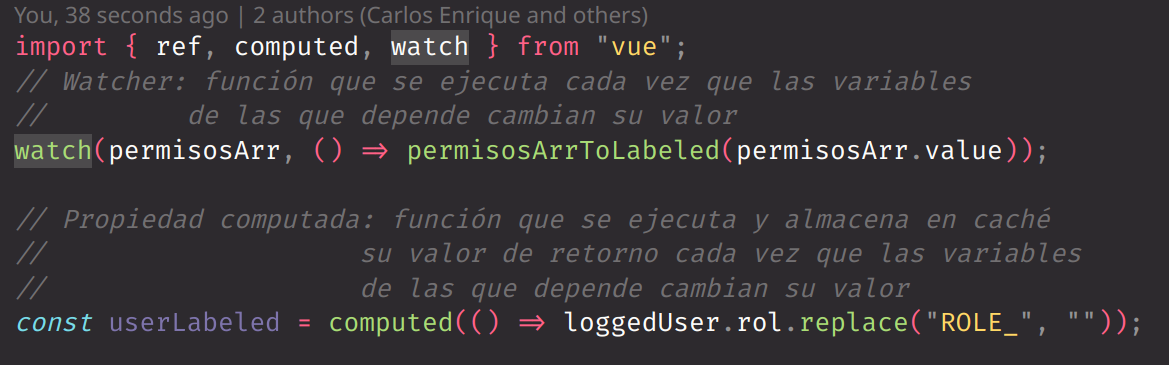 You, 38 seconds ago | 2 authors (Carlos Enrique and others)
import { ref, computed, watch } from "vue";
// Watcher: función que se ejecuta cada vez que las variables
//         de las que depende cambian su valor
watch(permisosArr, () => permisosArrToLabeled(permisosArr.value));
// Propiedad computada: función que se ejecuta y almacena en caché
//                    su valor de retorno cada vez que las variables
//                    de las que depende cambian su valor
const userLabeled = computed(() => loggedUser.rol.replace("ROLE_", ""));